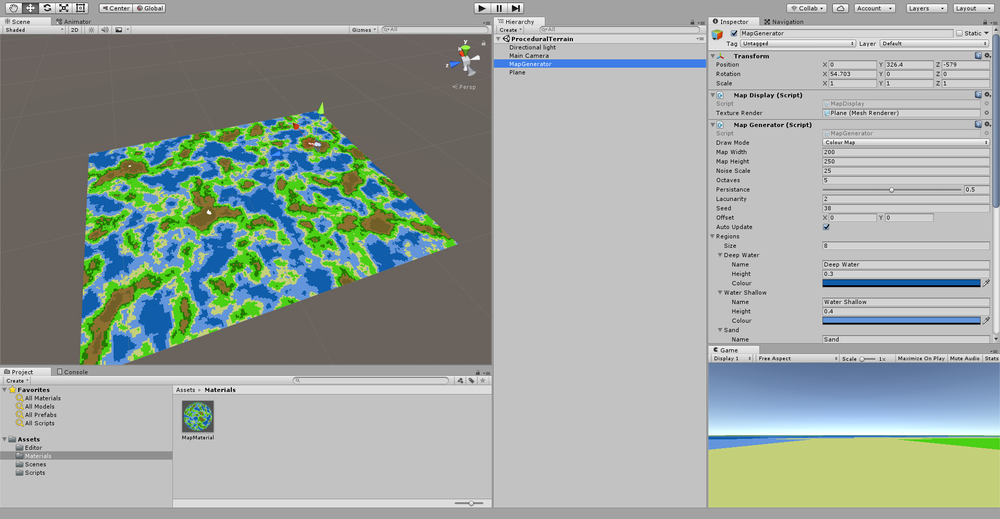 Center Global Collab Account Layers Layout
Scene Animator
Shaded 2D Gizmos All
y
x
z
Persp
Hierarchy
Create All
ProceduralTerrain
Directional light
Main Camera
MapGenerator
Plane
Inspector Navigation
MapGenerator Static
Tag Untagged Layer Default
Transform
Position X 0 Y 326.4 Z -579
Rotation X 54.703 Y 0 Z 0
Scale X 1 Y 1 Z 1
Map Display (Script)
Script MapDisplay
Texture Render Plane (Mesh Renderer)
Map Generator (Script)
Script MapGenerator
Draw Mode Colour Map
Map Width 200
Map Height 250
Noise Scale 25
Octaves 5
Persistance 0.5
Lacunarity 2
Seed 38
Offset X 0 Y 0
Auto Update
Regions
Size 8
Deep Water
Name Deep Water
Height 0.3
Colour
Water Shallow
Name Water Shallow
Height 0.4
Colour
Sand
Name Sand
Game
Display 1 Free Aspect Scale 1x Maximize On Play Mute Audio Stats
Project Console
Create
Favorites
All Materials
All Models
All Prefabs
All Scripts
Assets
Editor
Materials
Scenes
Scripts
Assets Materials
MapMaterial